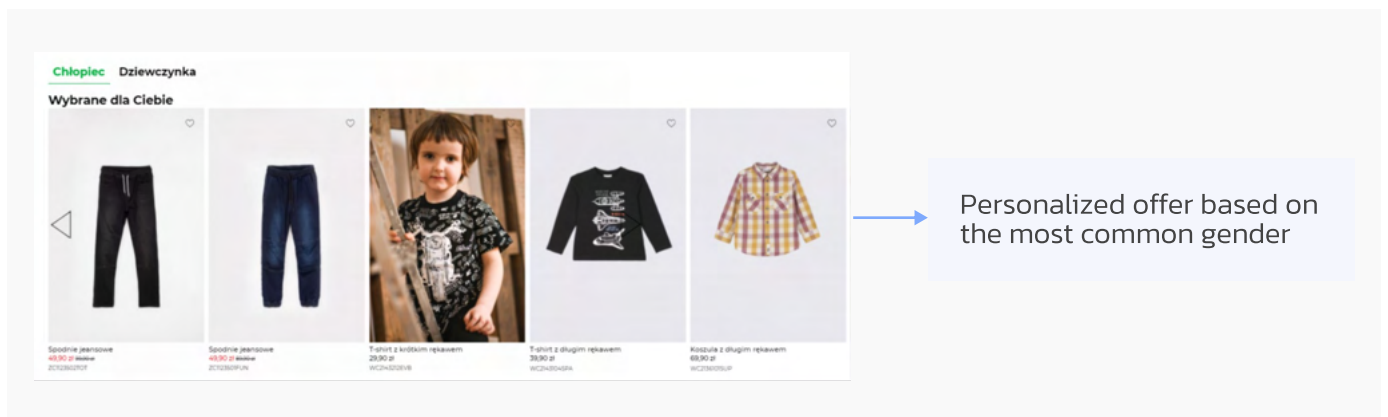 Chłopiec Dziewczynka
Wybrane dla Ciebie
Spodnie jeansowe
49,90 zł
Spodnie jeansowe
49,90 zł
T-shirt z krótkim rękawem
29,90 zł
T-shirt z długim rękawem
39,90 zł
Koszula z długim rękawem
69,90 zł
Personalized offer based on
the most common gender